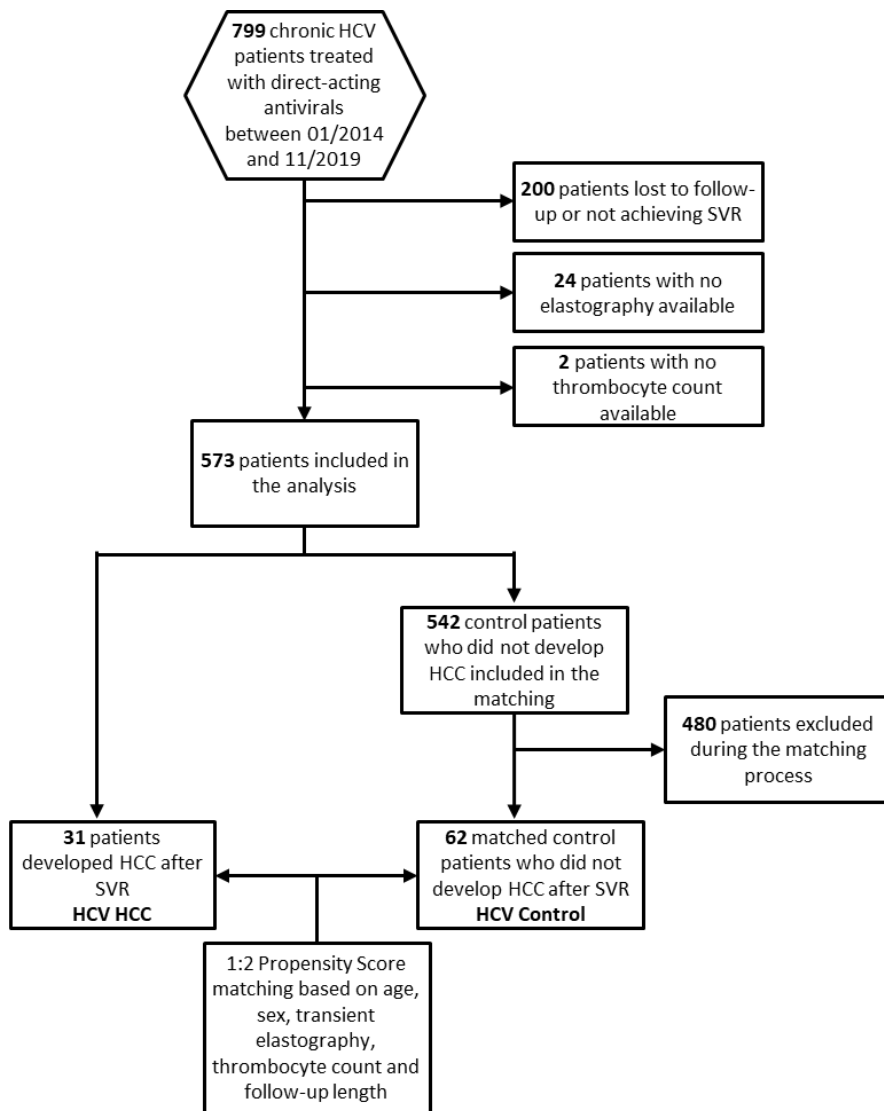 799 chronic HCV
patients treated
with direct-acting
antivirals
between 01/2014
and 11/2019
200 patients lost to follow-
up or not achieving SVR
24 patients with no
elastography available
2 patients with no
thrombocyte count
available
573 patients included in
the analysis
542 control patients
who did not develop
HCC included in the
matching
480 patients excluded
during the matching
process
31 patients
developed HCC after
SVR
HCV HCC
62 matched control
patients who did not
develop HCC after SVR
HCV Control
1:2 Propensity Score
matching based on age,
sex, transient
elastography,
thrombocyte count and
follow-up length